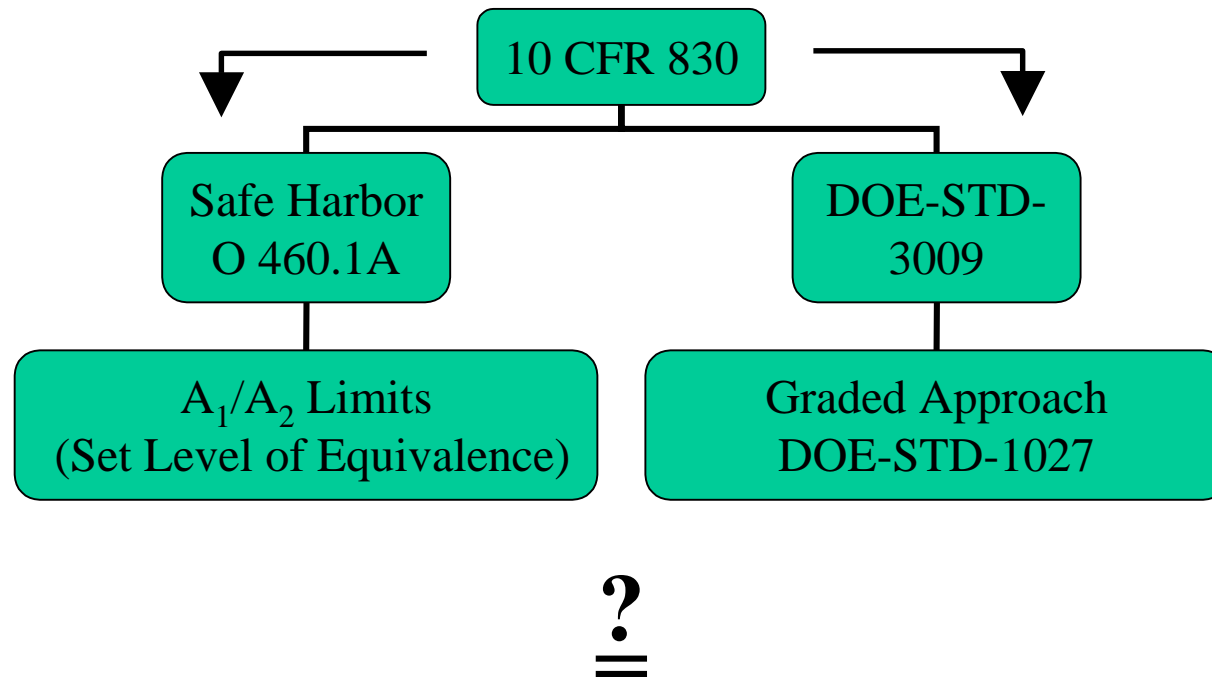 10 CFR 830
Safe Harbor
O 460.1A
DOE-STD-
3009
A₁/A₂ Limits
(Set Level of Equivalence)
Graded Approach
DOE-STD-1027
?
=